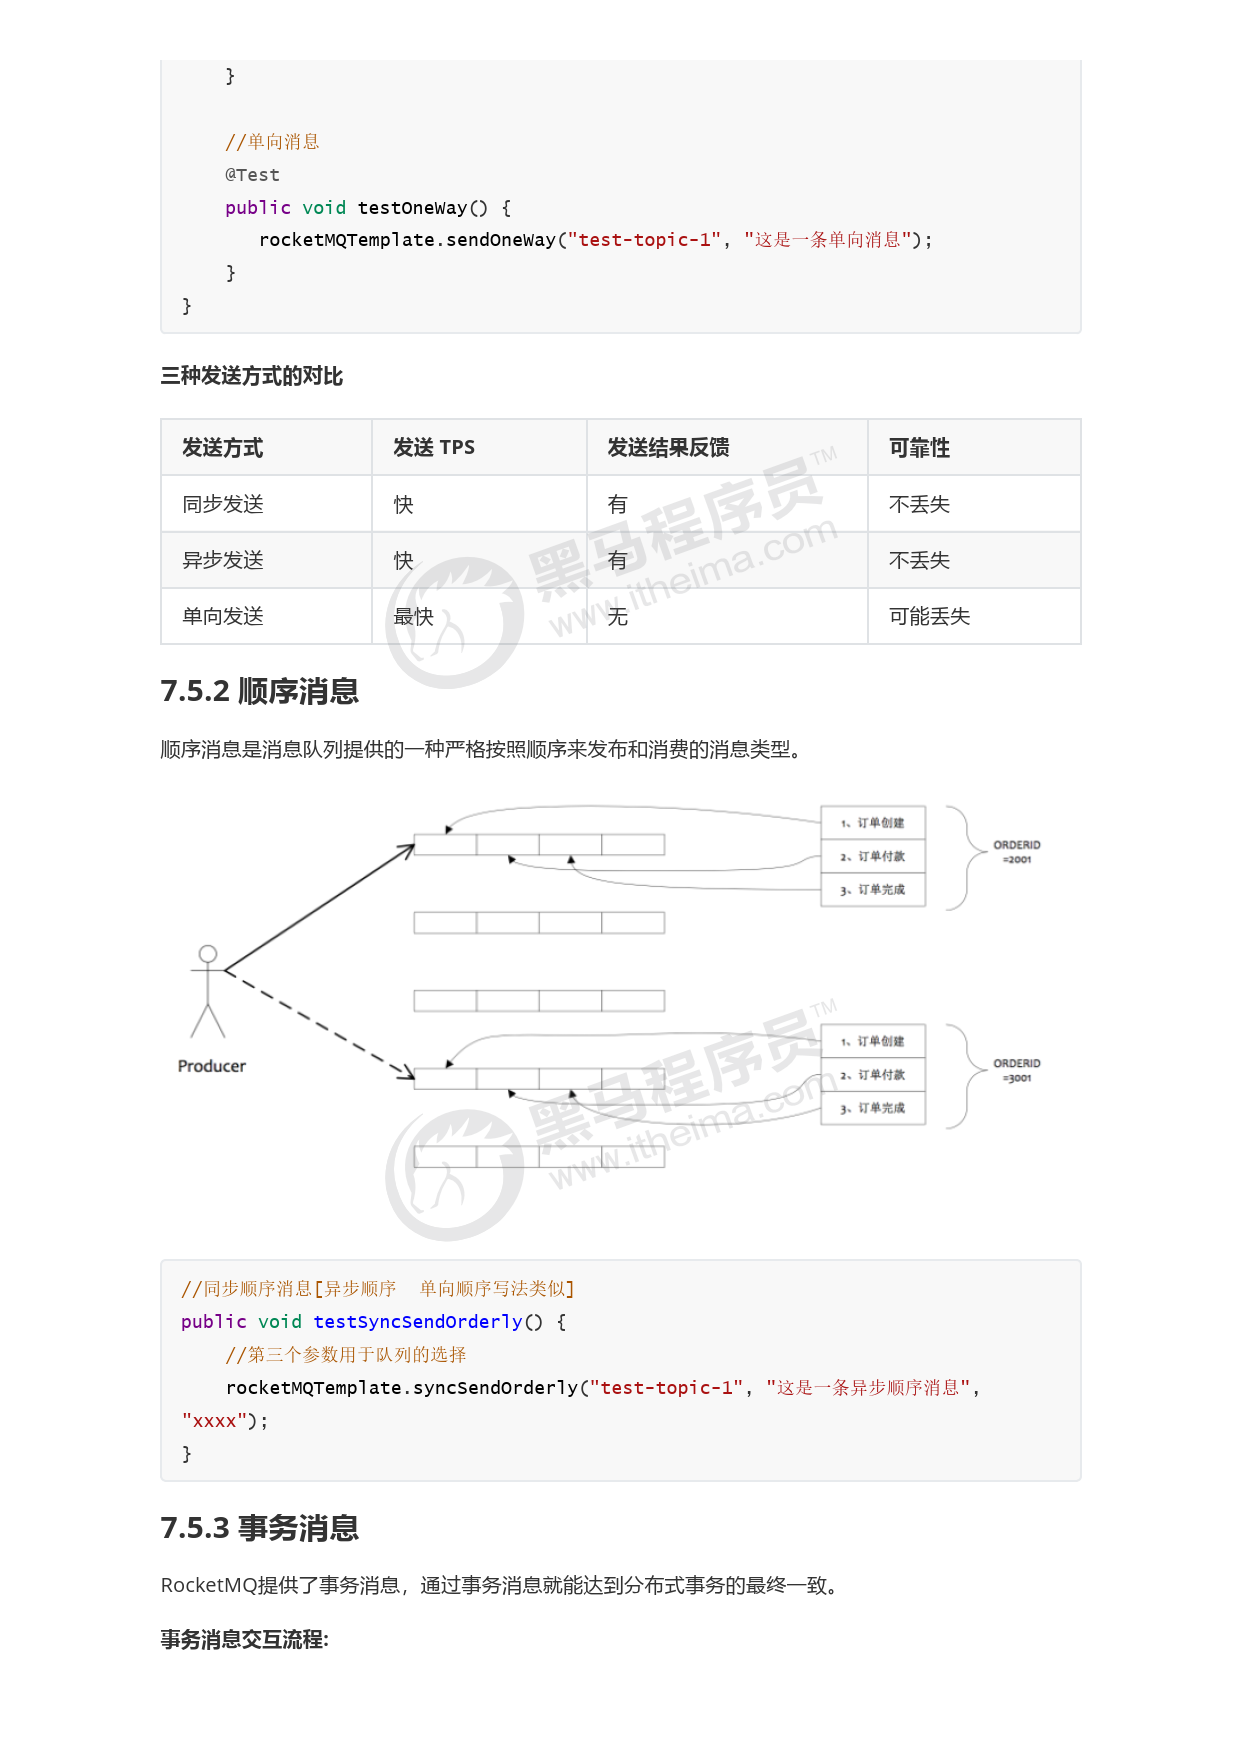 }
//单向消息
@Test
public void testOneWay() {
rocketMQTemplate.sendOneWay("test-topic-1", "这是一条单向消息");
}
}
三种发送方式的对比
发送方式 发送 TPS 发送结果反馈 可靠性
同步发送 快 有 不丢失
异步发送 快 有 不丢失
单向发送 最快 无 可能丢失
黑马程序员™
www.itheima.com
7.5.2 顺序消息
顺序消息是消息队列提供的一种严格按照顺序来发布和消费的消息类型。
1、订单创建
2、订单付款
3、订单完成
ORDERID
=2001
Producer
1、订单创建
2、订单付款
3、订单完成
ORDERID
=3001
黑马程序员™
www.itheima.com
//同步顺序消息[异步顺序 单向顺序写法类似]
public void testSyncSendOrderly() {
//第三个参数用于队列的选择
rocketMQTemplate.syncSendOrderly("test-topic-1", "这是一条异步顺序消息",
"xxxx");
}
7.5.3 事务消息
RocketMQ提供了事务消息，通过事务消息就能达到分布式事务的最终一致。
事务消息交互流程: